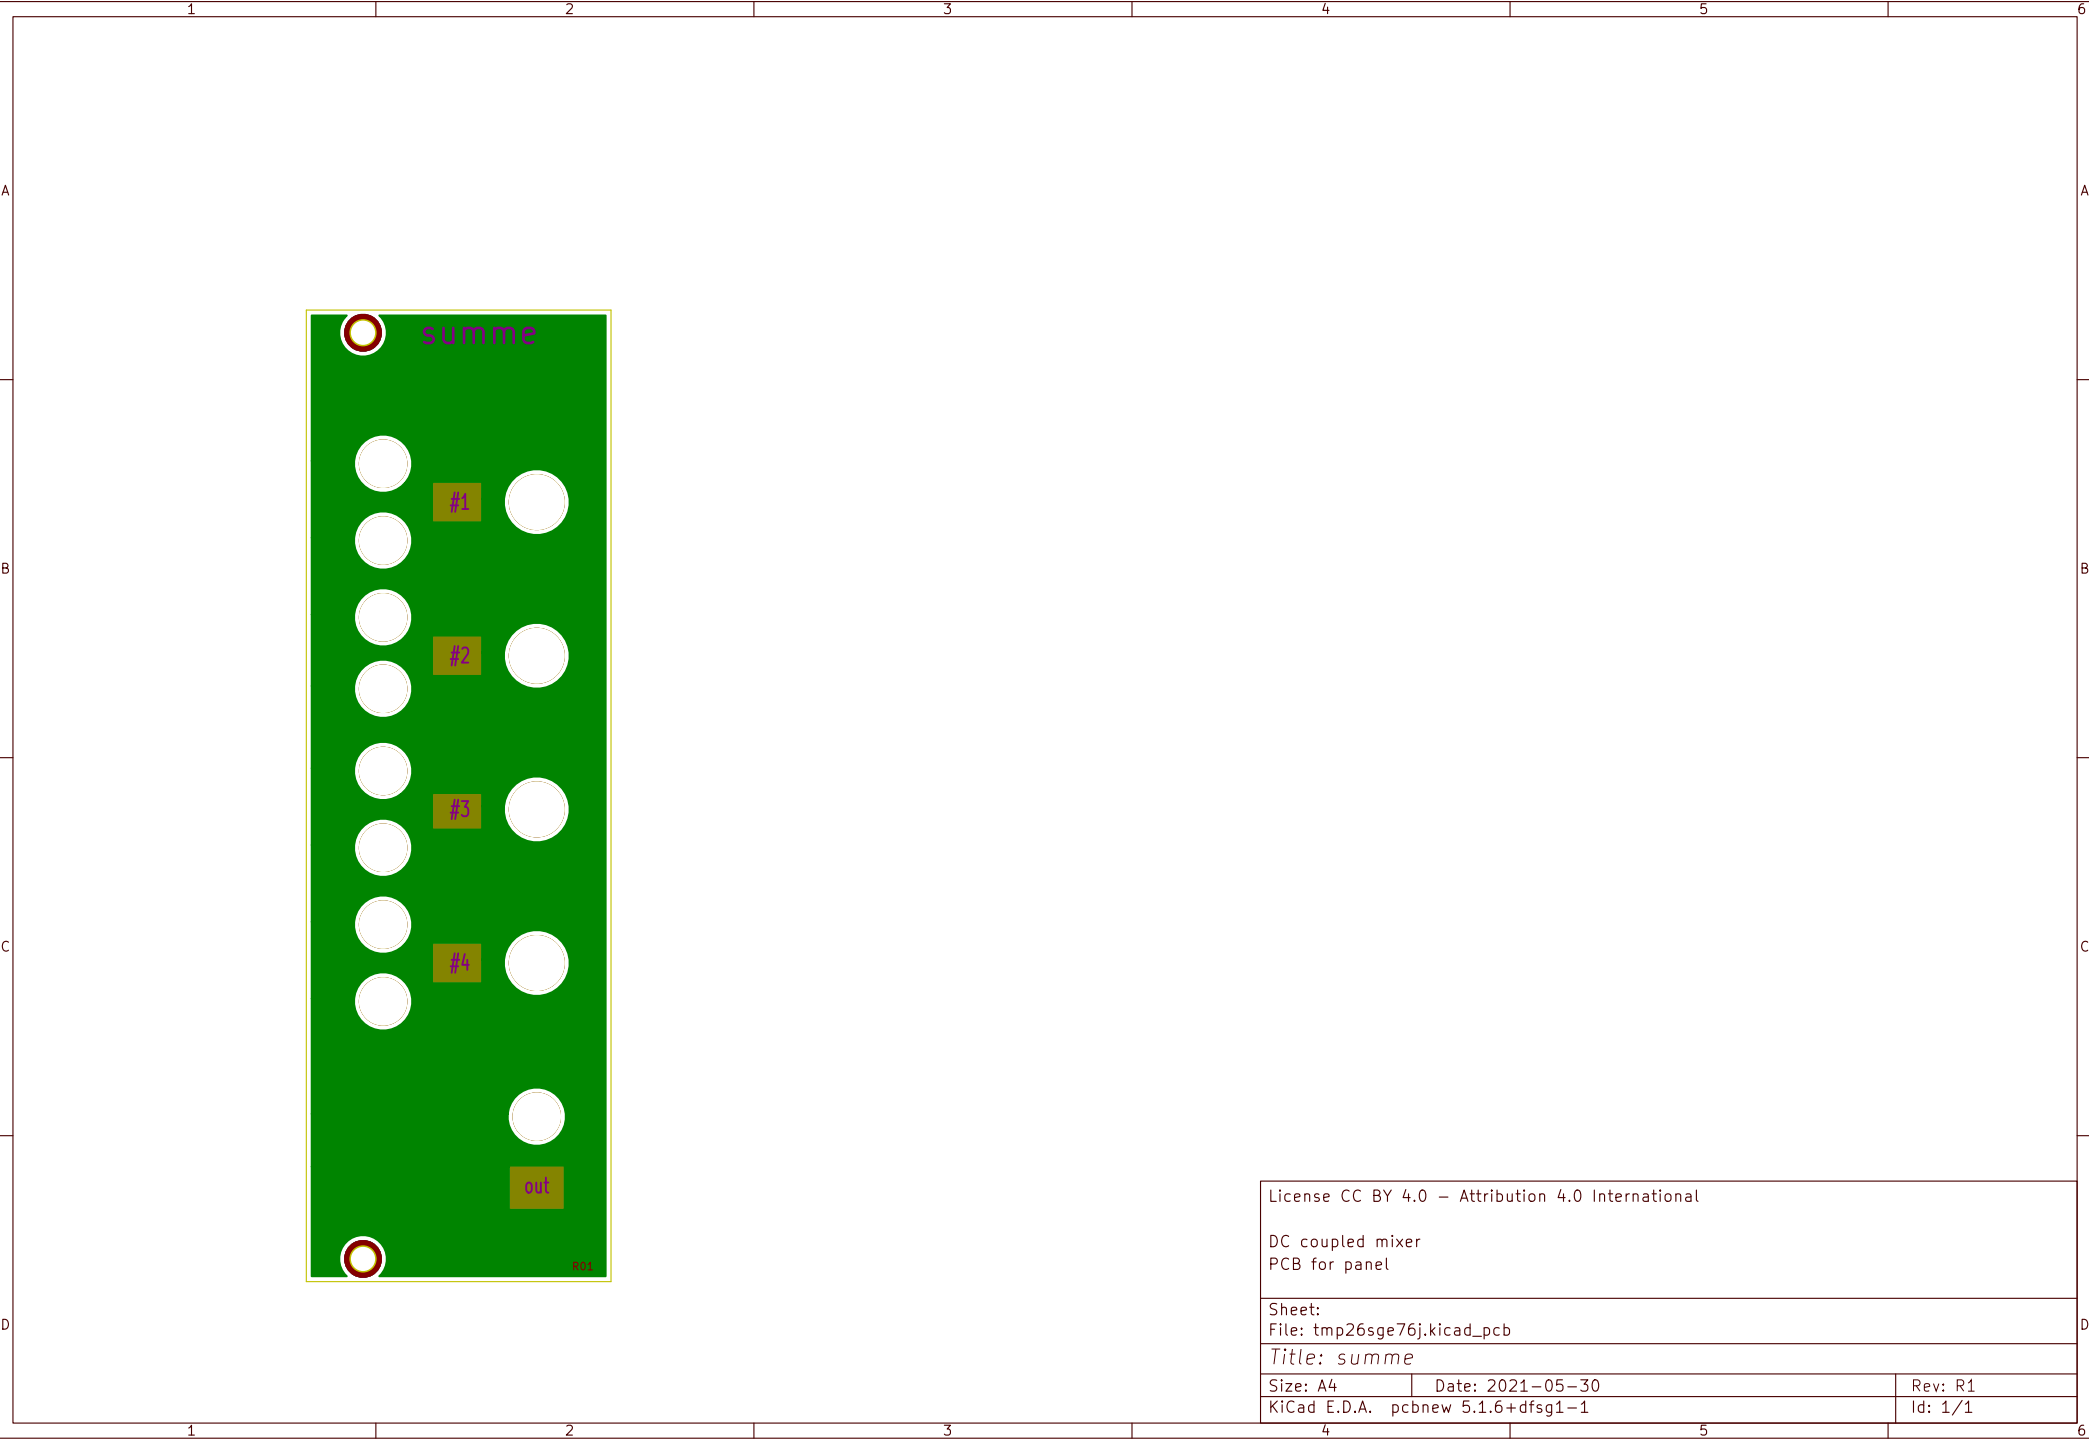 1 2 3 4 5 6
A A
B B
C C
D D
summe
#1
#2
#3
#4
out
R01
License CC BY 4.0 – Attribution 4.0 International
DC coupled mixer
PCB for panel
Sheet:
File: tmp26sge76j.kicad_pcb
Title: summe
Size: A4 Date: 2021-05-30 Rev: R1
KiCad E.D.A. pcbnew 5.1.6+dfsg1-1 Id: 1/1
1 2 3 4 5 6